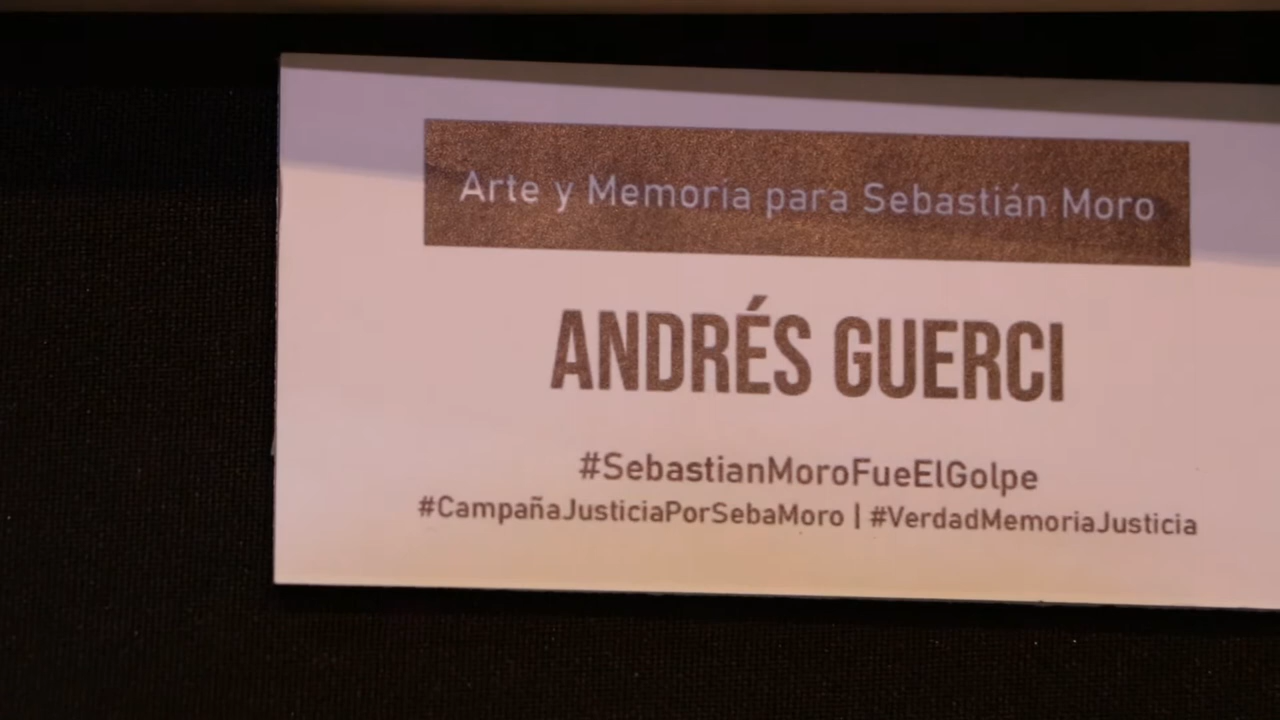 Arte y Memoria para Sebastián Moro
ANDRÉS GUERCI
#SebastianMoroFueElGolpe
#CampañaJusticiaPorSebaMoro | #VerdadMemoriaJusticia